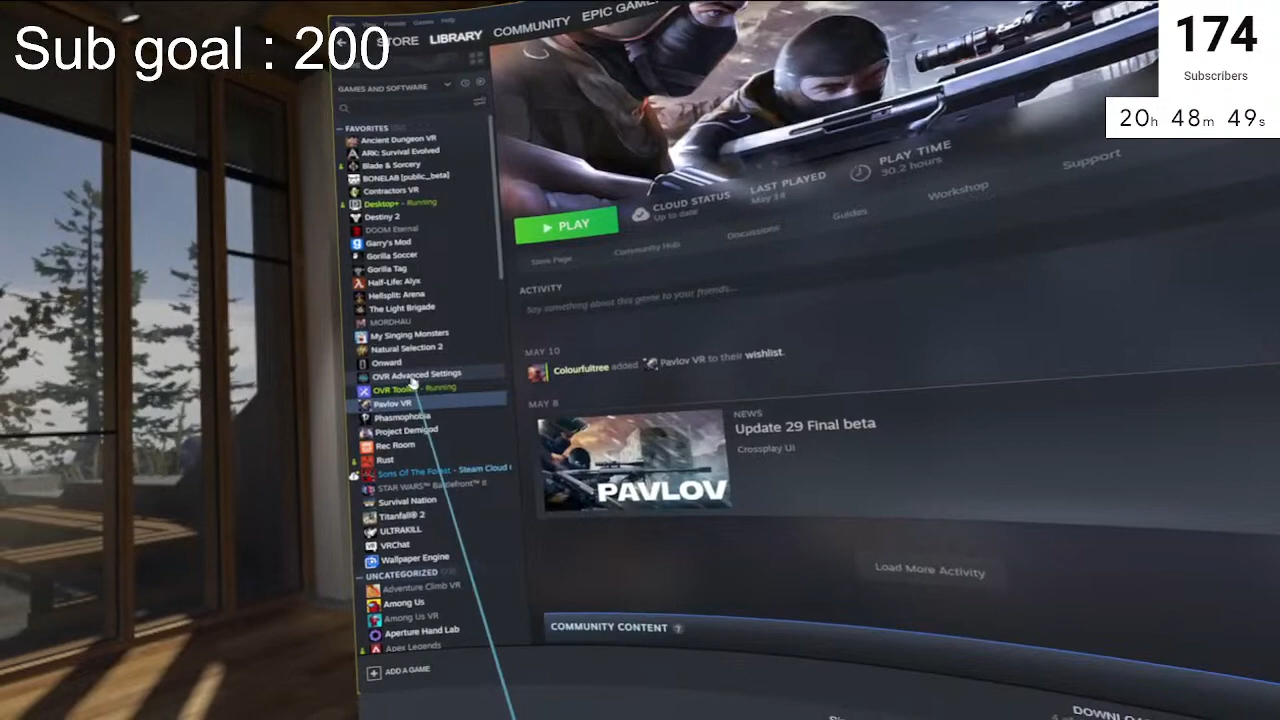 Sub goal : 200
174
Subscribers
20h 48m 49s
Steam View Friends Games Help
STORE LIBRARY COMMUNITY EPIC GAME
GAMES AND SOFTWARE
FAVORITES
Ancient Dungeon VR
ARK: Survival Evolved
Blade & Sorcery
BONELAB [public_beta]
Contractors VR
Desktop+ - Running
Destiny 2
DOOM Eternal
Garry's Mod
Gorilla Soccer
Gorilla Tag
Half-Life: Alyx
Hellsplit: Arena
The Light Brigade
MORDHAU
My Singing Monsters
Natural Selection 2
Onward
OVR Advanced Settings
OVR Toolkit - Running
Pavlov VR
Phasmophobia
Project Demigod
Rec Room
Rust
Sons Of The Forest - Steam Cloud
STAR WARS™ Battlefront™ II
Survival Nation
Titanfall® 2
ULTRAKILL
VRChat
Wallpaper Engine
UNCATEGORIZED
Adventure Climb VR
Among Us
Among Us VR
Aperture Hand Lab
Apex Legends
ADD A GAME
PLAY
CLOUD STATUS
Up to date
LAST PLAYED
May 18
PLAY TIME
30.2 hours
Store Page Community Hub Discussions Guides Workshop Support
ACTIVITY
Say something about this game to your friends...
MAY 10
Colourfultree added Pavlov VR to their wishlist.
MAY 8
NEWS
Update 29 Final beta
Crossplay UI
PAVLOV
Load More Activity
COMMUNITY CONTENT ?